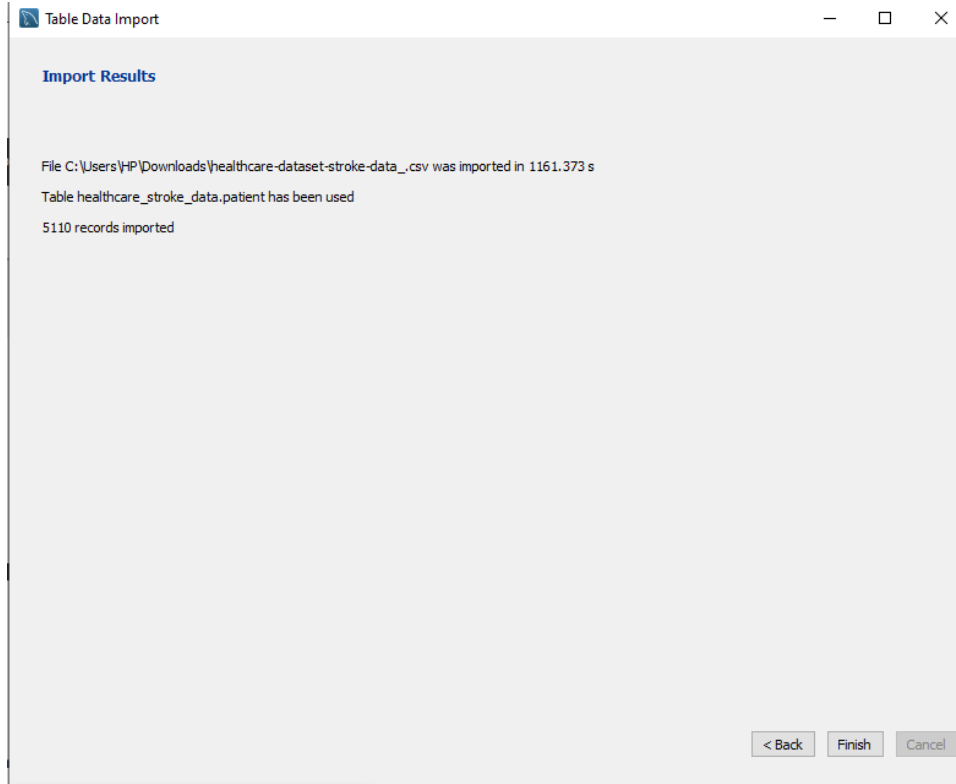 Table Data Import
Import Results
File C:\Users\HP\Downloads\healthcare-dataset-stroke-data_.csv was imported in 1161.373 s
Table healthcare_stroke_data.patient has been used
5110 records imported
< Back Finish Cancel